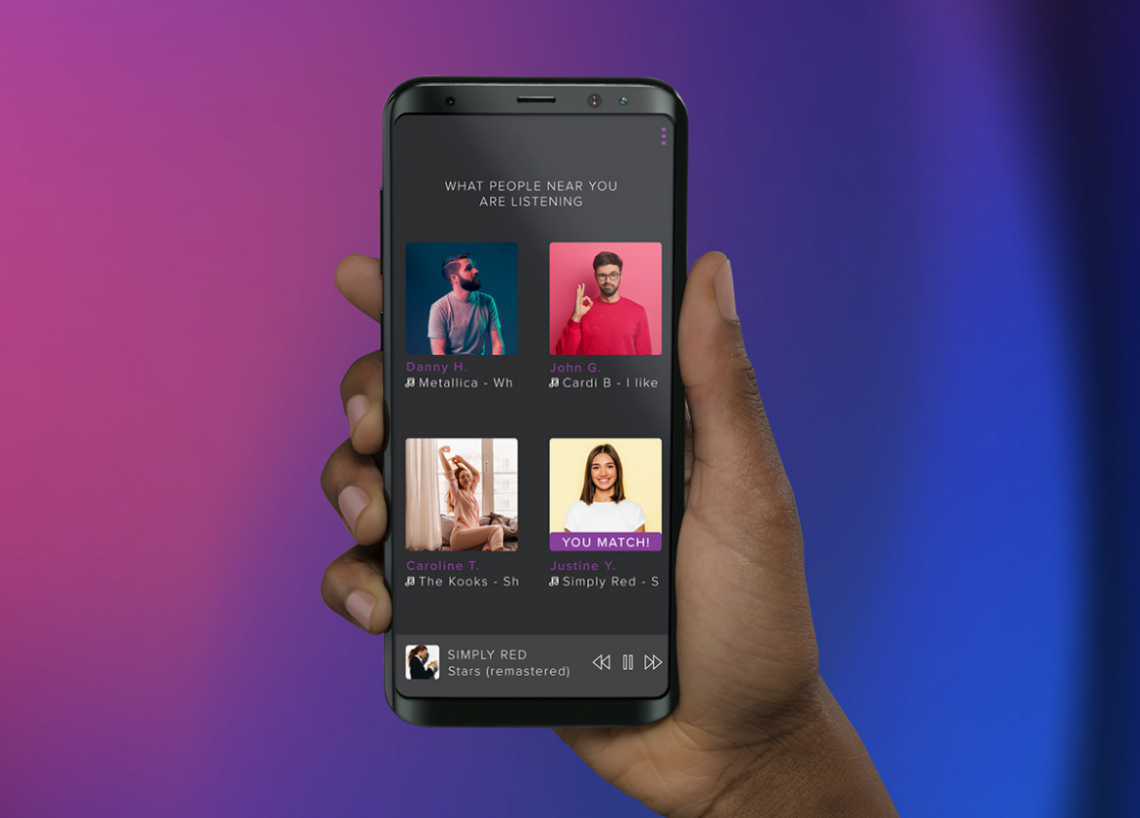 WHAT PEOPLE NEAR YOU
ARE LISTENING
Danny H.
Metallica - Wh
John G.
Cardi B - I like
Caroline T.
The Kooks - Sh
YOU MATCH!
Justine Y.
Simply Red - S
SIMPLY RED
Stars (remastered)